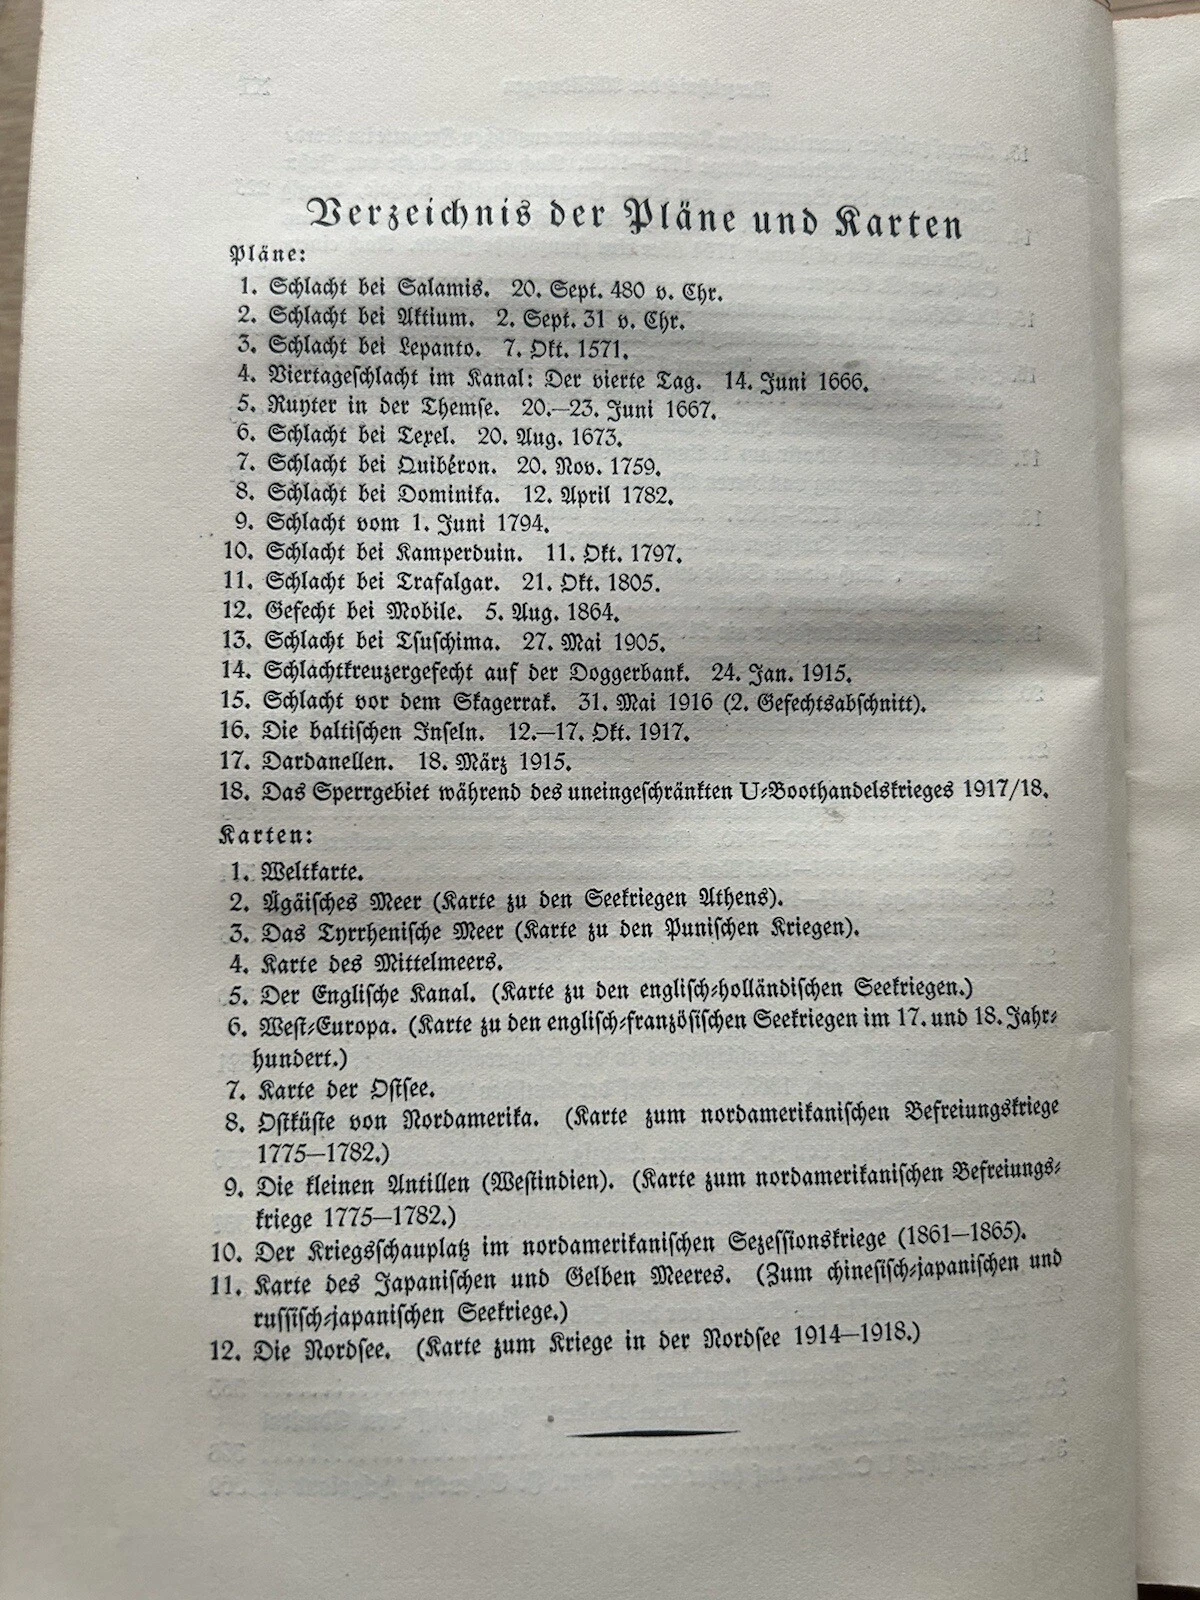 Verzeichnis der Pläne und Karten
Pläne:
1. Schlacht bei Salamis. 20. Sept. 480 v. Chr.
2. Schlacht bei Aktium. 2. Sept. 31 v. Chr.
3. Schlacht bei Lepanto. 7. Okt. 1571.
4. Viertageschlacht im Kanal: Der vierte Tag. 14. Juni 1666.
5. Ruyter in der Themse. 20.—23. Juni 1667.
6. Schlacht bei Texel. 20. Aug. 1673.
7. Schlacht bei Quibéron. 20. Nov. 1759.
8. Schlacht bei Dominika. 12. April 1782.
9. Schlacht vom 1. Juni 1794.
10. Schlacht bei Kamperduin. 11. Okt. 1797.
11. Schlacht bei Trafalgar. 21. Okt. 1805.
12. Gefecht bei Mobile. 5. Aug. 1864.
13. Schlacht bei Tsuschima. 27. Mai 1905.
14. Schlachtkreuzergefecht auf der Doggerbank. 24. Jan. 1915.
15. Schlacht vor dem Skagerrak. 31. Mai 1916 (2. Gefechtsabschnitt).
16. Die baltischen Inseln. 12.—17. Okt. 1917.
17. Dardanellen. 18. März 1915.
18. Das Sperrgebiet während des uneingeschränkten U-Boothandelskrieges 1917/18.
Karten:
1. Weltkarte.
2. Ägäisches Meer (Karte zu den Seekriegen Athens).
3. Das Tyrrhenische Meer (Karte zu den Punischen Kriegen).
4. Karte des Mittelmeers.
5. Der Englische Kanal. (Karte zu den englisch-holländischen Seekriegen.)
6. West-Europa. (Karte zu den englisch-französischen Seekriegen im 17. und 18. Jahr-
hundert.)
7. Karte der Ostsee.
8. Ostküste von Nordamerika. (Karte zum nordamerikanischen Befreiungskriege
1775—1782.)
9. Die kleinen Antillen (Westindien). (Karte zum nordamerikanischen Befreiungs-
kriege 1775—1782.)
10. Der Kriegsschauplatz im nordamerikanischen Sezessionskriege (1861—1865).
11. Karte des Japanischen und Gelben Meeres. (Zum chinesisch-japanischen und
russisch-japanischen Seekriege.)
12. Die Nordsee. (Karte zum Kriege in der Nordsee 1914—1918.)